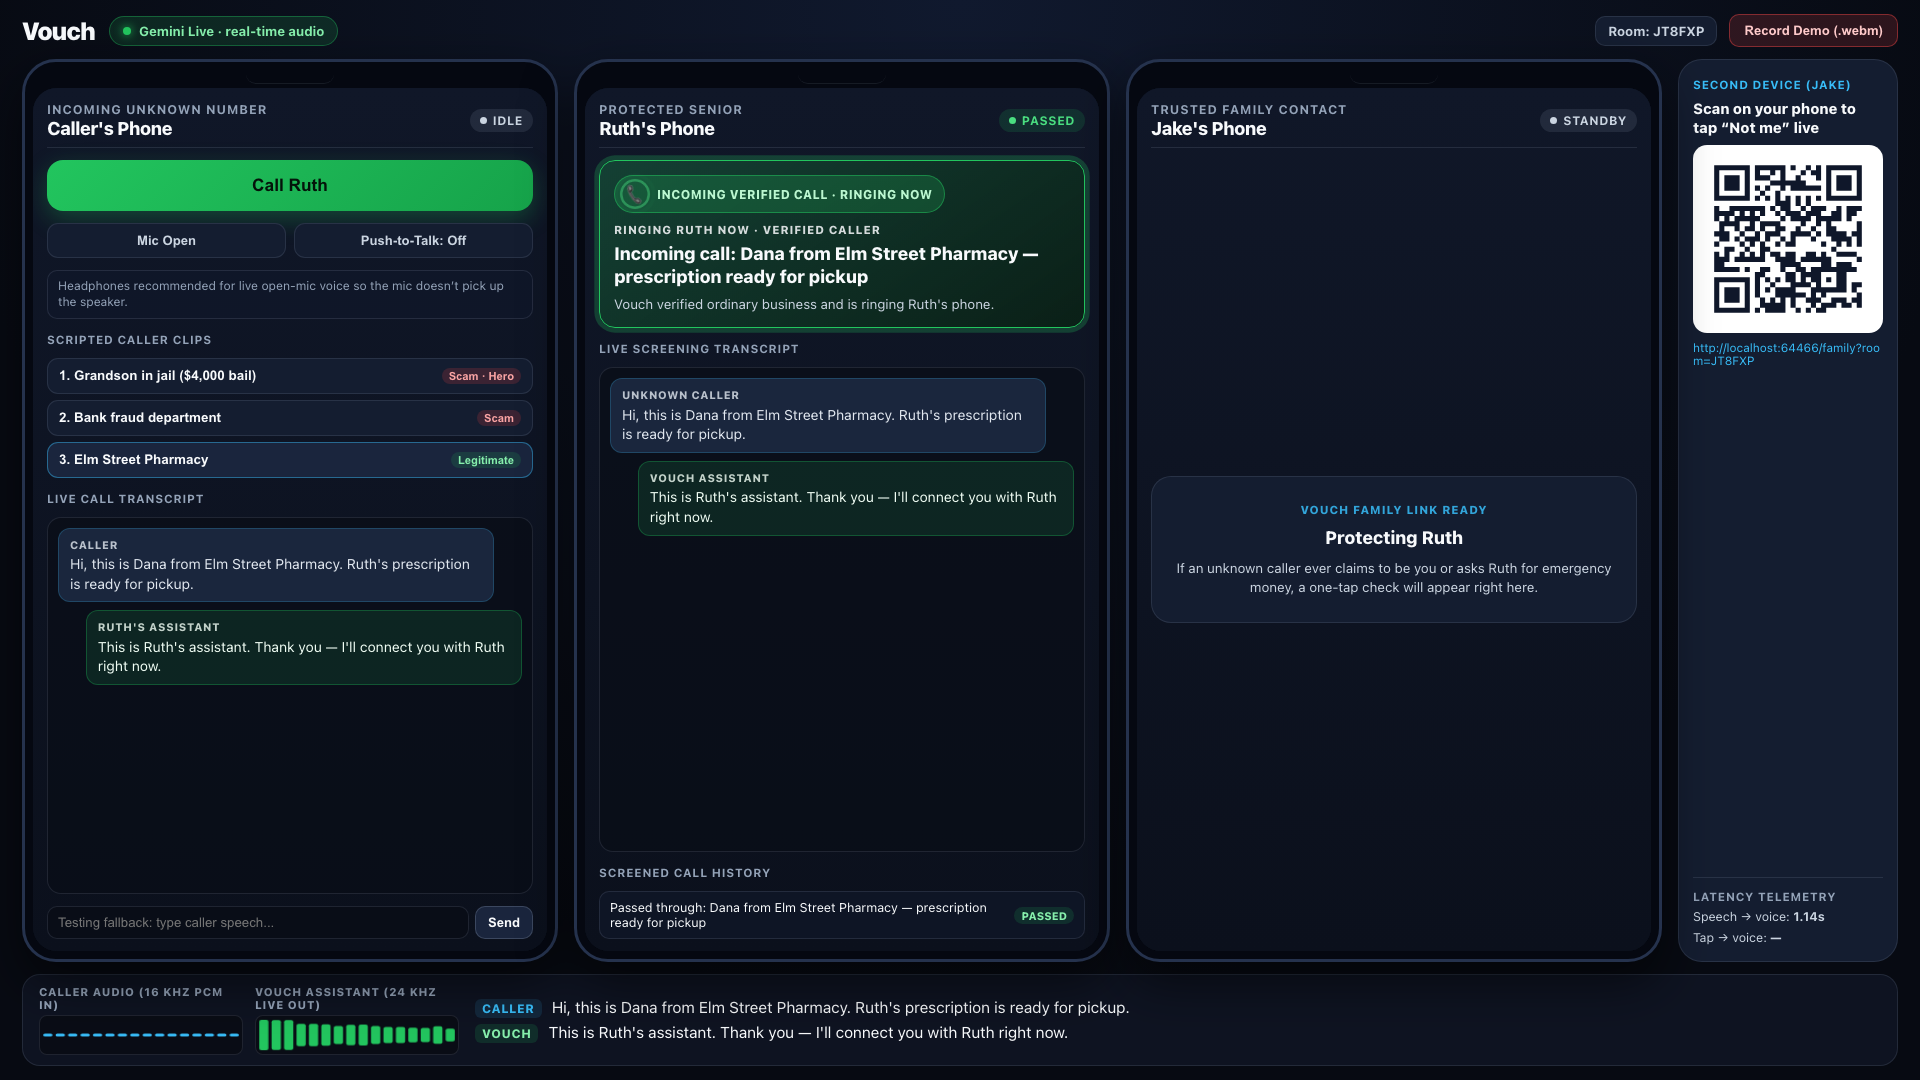 Vouch
Gemini Live · real-time audio
Room: JT8FXP
Record Demo (.webm)
INCOMING UNKNOWN NUMBER
Caller's Phone
IDLE
Call Ruth
Mic Open
Push-to-Talk: Off
Headphones recommended for live open-mic voice so the mic doesn't pick up
the speaker.
SCRIPTED CALLER CLIPS
1. Grandson in jail ($4,000 bail)
Scam · Hero
2. Bank fraud department
Scam
3. Elm Street Pharmacy
Legitimate
LIVE CALL TRANSCRIPT
CALLER
Hi, this is Dana from Elm Street Pharmacy. Ruth's prescription
is ready for pickup.
RUTH'S ASSISTANT
This is Ruth's assistant. Thank you — I'll connect you with Ruth
right now.
Testing fallback: type caller speech...
Send
PROTECTED SENIOR
Ruth's Phone
PASSED
INCOMING VERIFIED CALL · RINGING NOW
RINGING RUTH NOW · VERIFIED CALLER
Incoming call: Dana from Elm Street Pharmacy —
prescription ready for pickup
Vouch verified ordinary business and is ringing Ruth's phone.
LIVE SCREENING TRANSCRIPT
UNKNOWN CALLER
Hi, this is Dana from Elm Street Pharmacy. Ruth's prescription
is ready for pickup.
VOUCH ASSISTANT
This is Ruth's assistant. Thank you — I'll connect you with Ruth
right now.
SCREENED CALL HISTORY
Passed through: Dana from Elm Street Pharmacy — prescription
ready for pickup
PASSED
TRUSTED FAMILY CONTACT
Jake's Phone
STANDBY
VOUCH FAMILY LINK READY
Protecting Ruth
If an unknown caller ever claims to be you or asks Ruth for emergency
money, a one-tap check will appear right here.
SECOND DEVICE (JAKE)
Scan on your phone to
tap “Not me” live
http://localhost:64466/family?roo
m=JT8FXP
LATENCY TELEMETRY
Speech → voice: 1.14s
Tap → voice: —
CALLER AUDIO (16 KHZ PCM
IN)
VOUCH ASSISTANT (24 KHZ
LIVE OUT)
CALLER Hi, this is Dana from Elm Street Pharmacy. Ruth's prescription is ready for pickup.
VOUCH This is Ruth's assistant. Thank you — I'll connect you with Ruth right now.